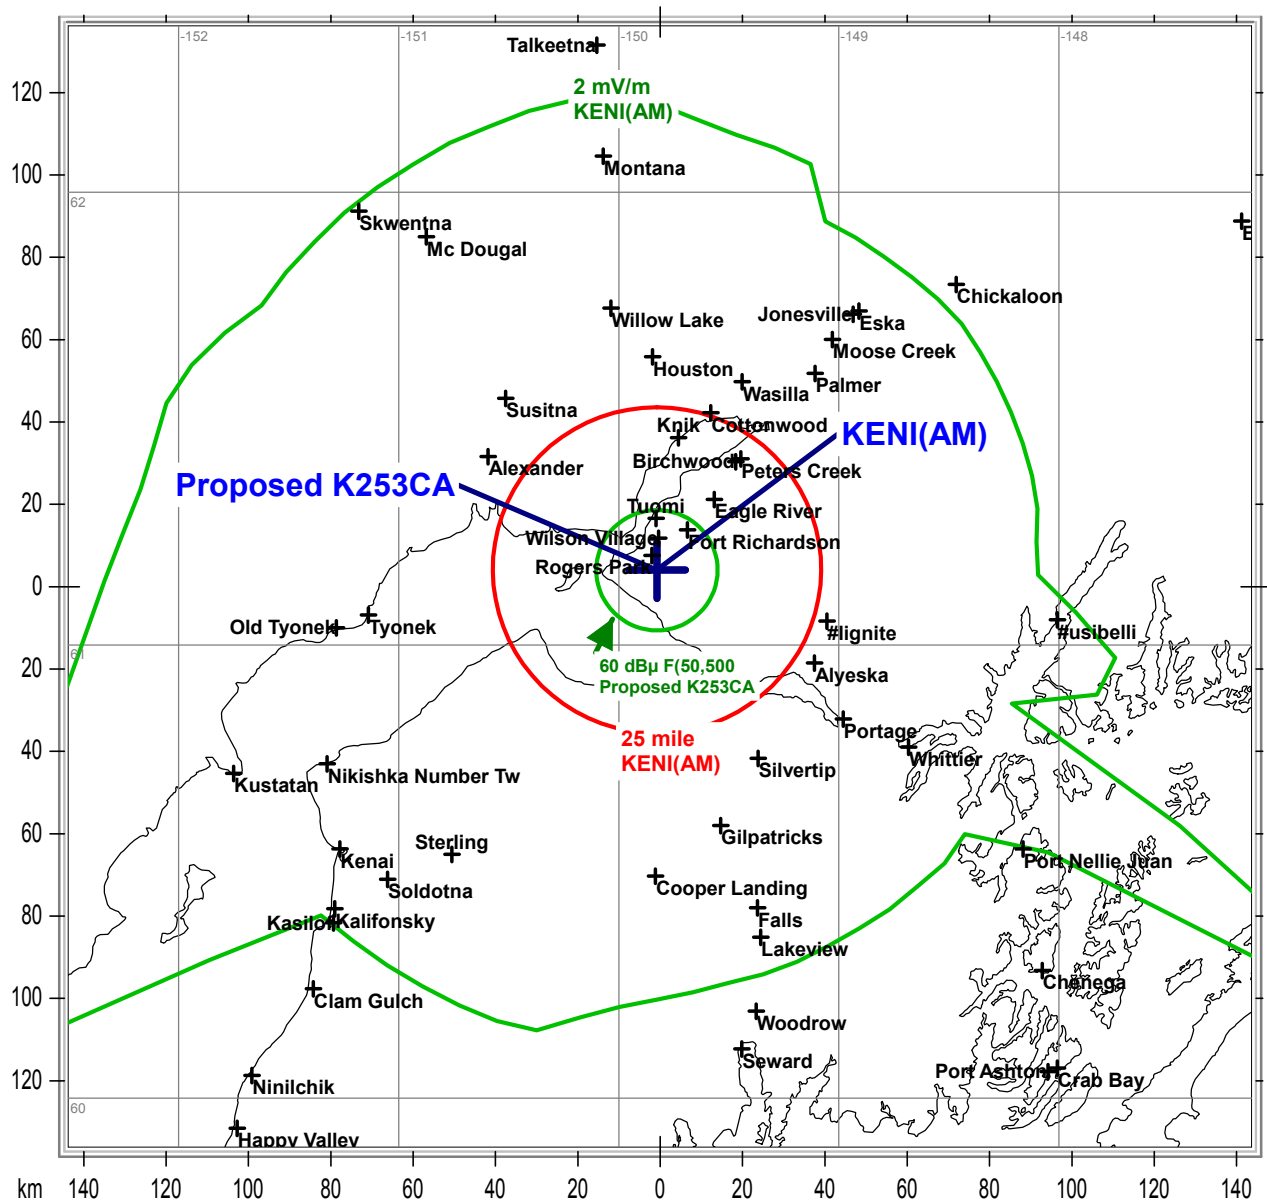 -152
-151
-150
-149
-148
Talkeetna
120
2 mV/m
KENI(AM)
Montana
100
62
Skwentna
Mc Dougal
80
Chickaloon
Willow Lake
Jonesville
Eska
60
Moose Creek
Houston
Palmer
Wasilla
Susitna
40
Knik
Cottonwood
KENI(AM)
Birchwood
Peters Creek
Alexander
Proposed K253CA
20
Tuomi
Eagle River
Wilson Village
Fort Richardson
Rogers Park
0
Old Tyonek
Tyonek
#lignite
#usibelli
61
60 dBµ F(50,500
Proposed K253CA
Alyeska
20
Portage
25 mile
KENI(AM)
40
Whittier
Silvertip
Kustatan
Nikishka Number Tw
60
Gilpatricks
Sterling
Kenai
Port Nellie Juan
Soldotna
Cooper Landing
80
Kasilof
Kalifonsky
Falls
Lakeview
Chenega
100
Clam Gulch
Woodrow
Seward
120
Ninilchik
Port Ashton
Crab Bay
60
Happy Valley
km
140
120
100
80
60
40
20
0
20
40
60
80
100
120
140